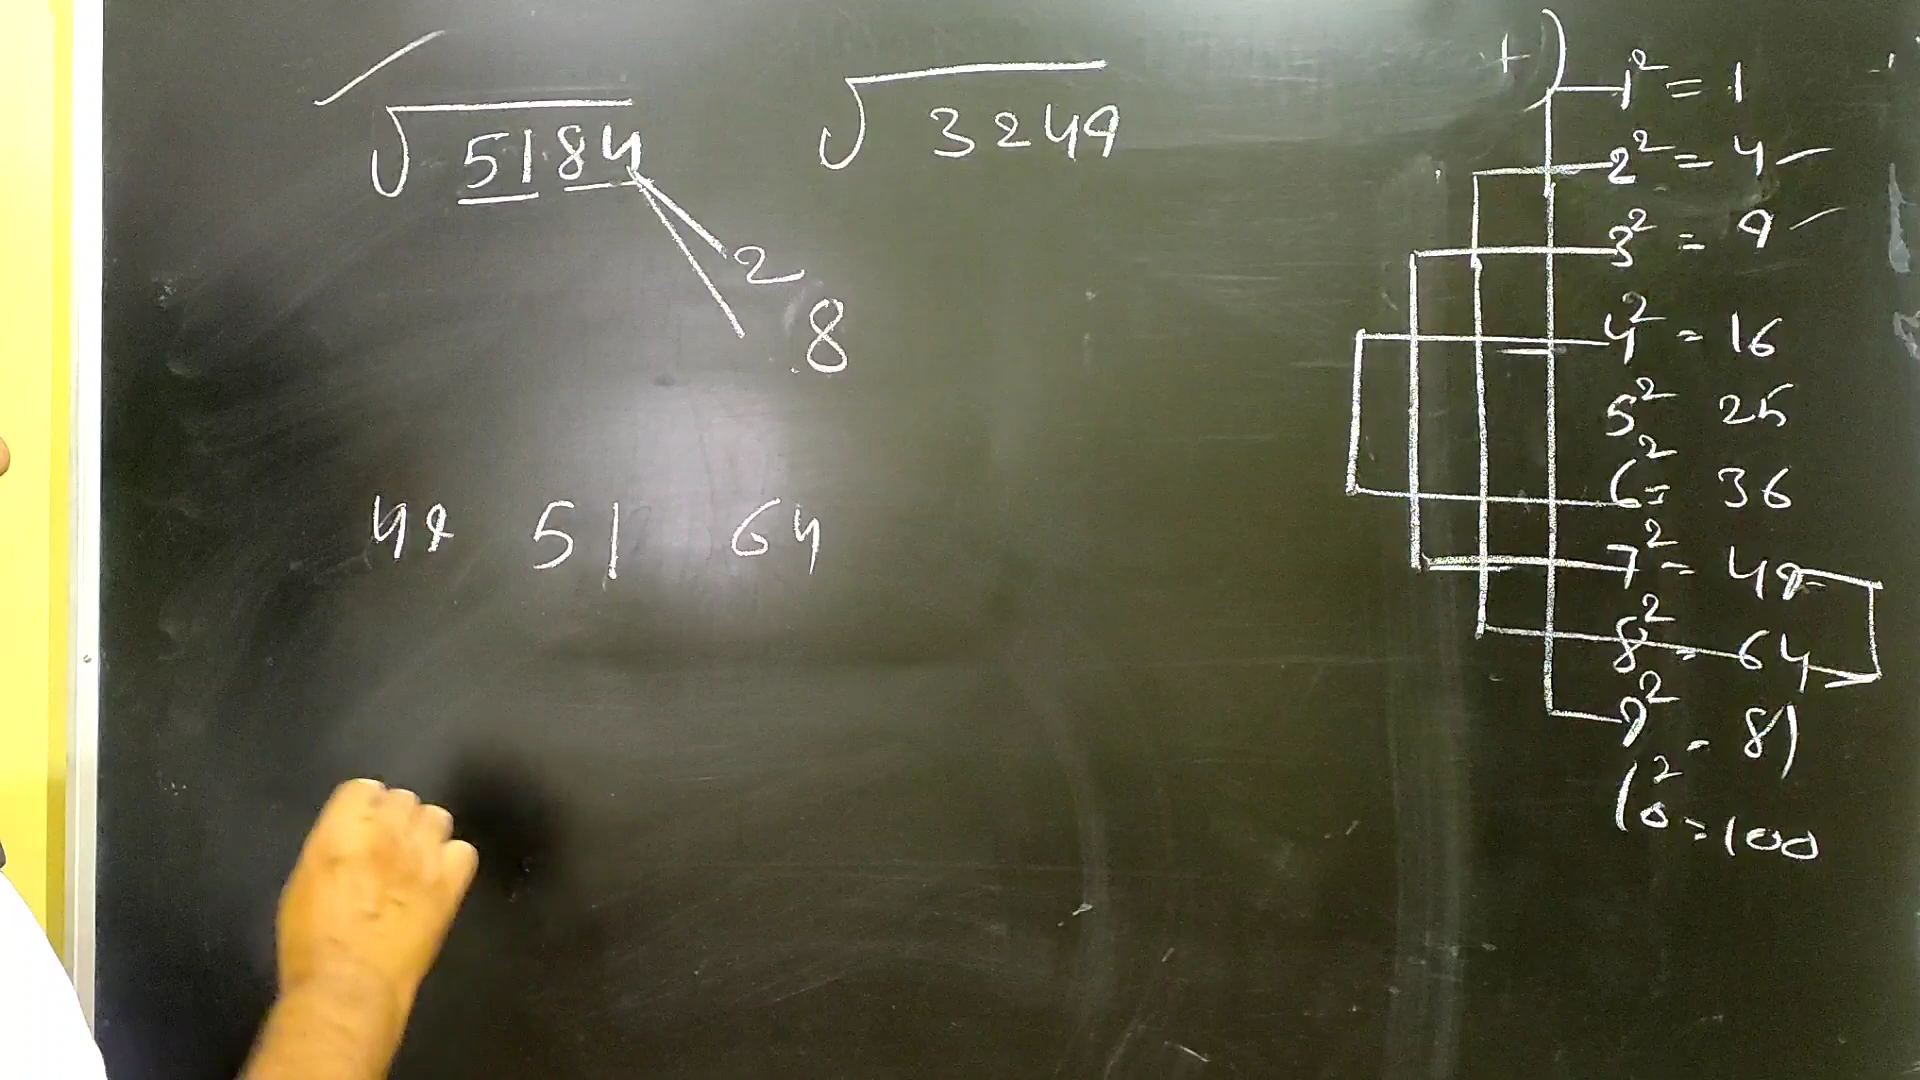 √5184
2
8
49 51 64
√3249
1² = 1
2² = 4
3² = 9
4² = 16
5² 25
6² = 36
7² = 49
8² = 64
9² - 81
10² = 100